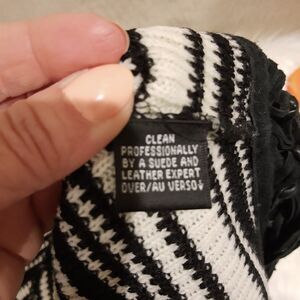 CLEAN
PROFESSIONALLY
BY A SUEDE AND
LEATHER EXPERT
OVER/AU VERSO↓